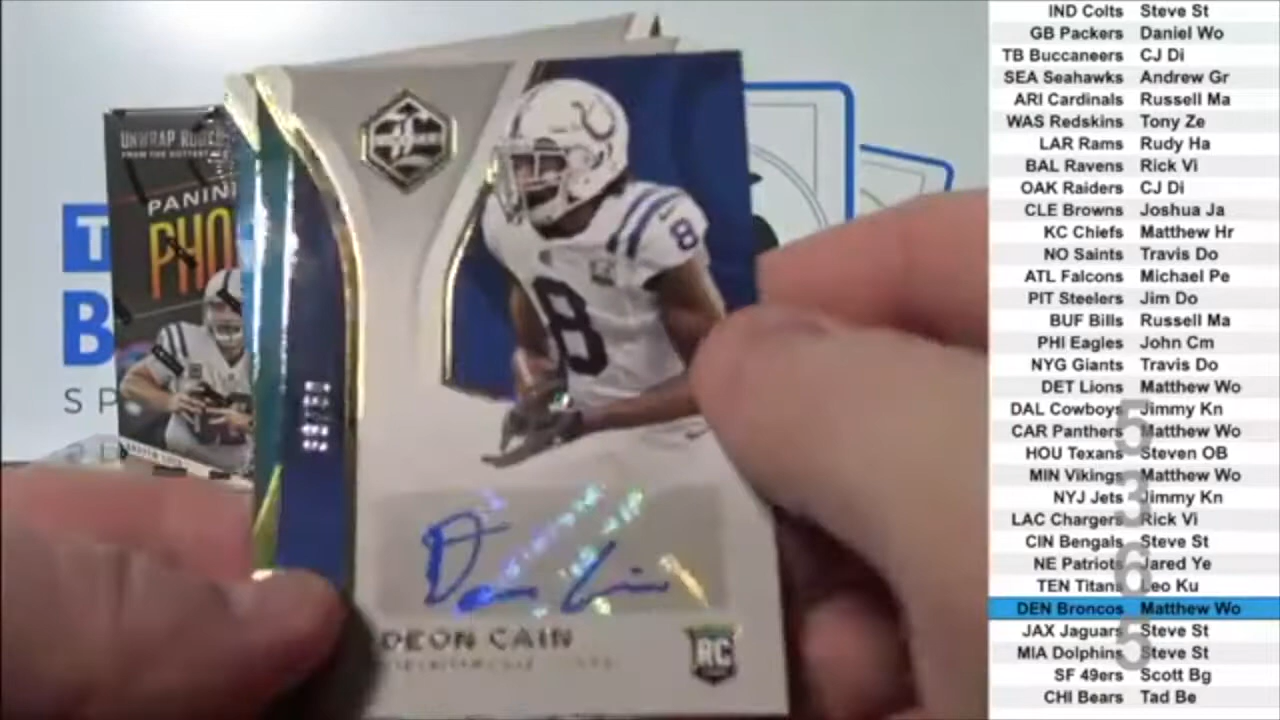 UNWRAP
PANINI
PHO
T
B
SP
8
8
DEON CAIN
RC
IND Colts Steve St
GB Packers Daniel Wo
TB Buccaneers CJ Di
SEA Seahawks Andrew Gr
ARI Cardinals Russell Ma
WAS Redskins Tony Ze
LAR Rams Rudy Ha
BAL Ravens Rick Vi
OAK Raiders CJ Di
CLE Browns Joshua Ja
KC Chiefs Matthew Hr
NO Saints Travis Do
ATL Falcons Michael Pe
PIT Steelers Jim Do
BUF Bills Russell Ma
PHI Eagles John Cm
NYG Giants Travis Do
DET Lions Matthew Wo
DAL Cowboys Jimmy Kn
CAR Panthers Matthew Wo
HOU Texans Steven OB
MIN Vikings Matthew Wo
NYJ Jets Jimmy Kn
LAC Chargers Rick Vi
CIN Bengals Steve St
NE Patriots Jared Ye
TEN Titans Leo Ku
DEN Broncos Matthew Wo
JAX Jaguars Steve St
MIA Dolphins Steve St
SF 49ers Scott Bg
CHI Bears Tad Be